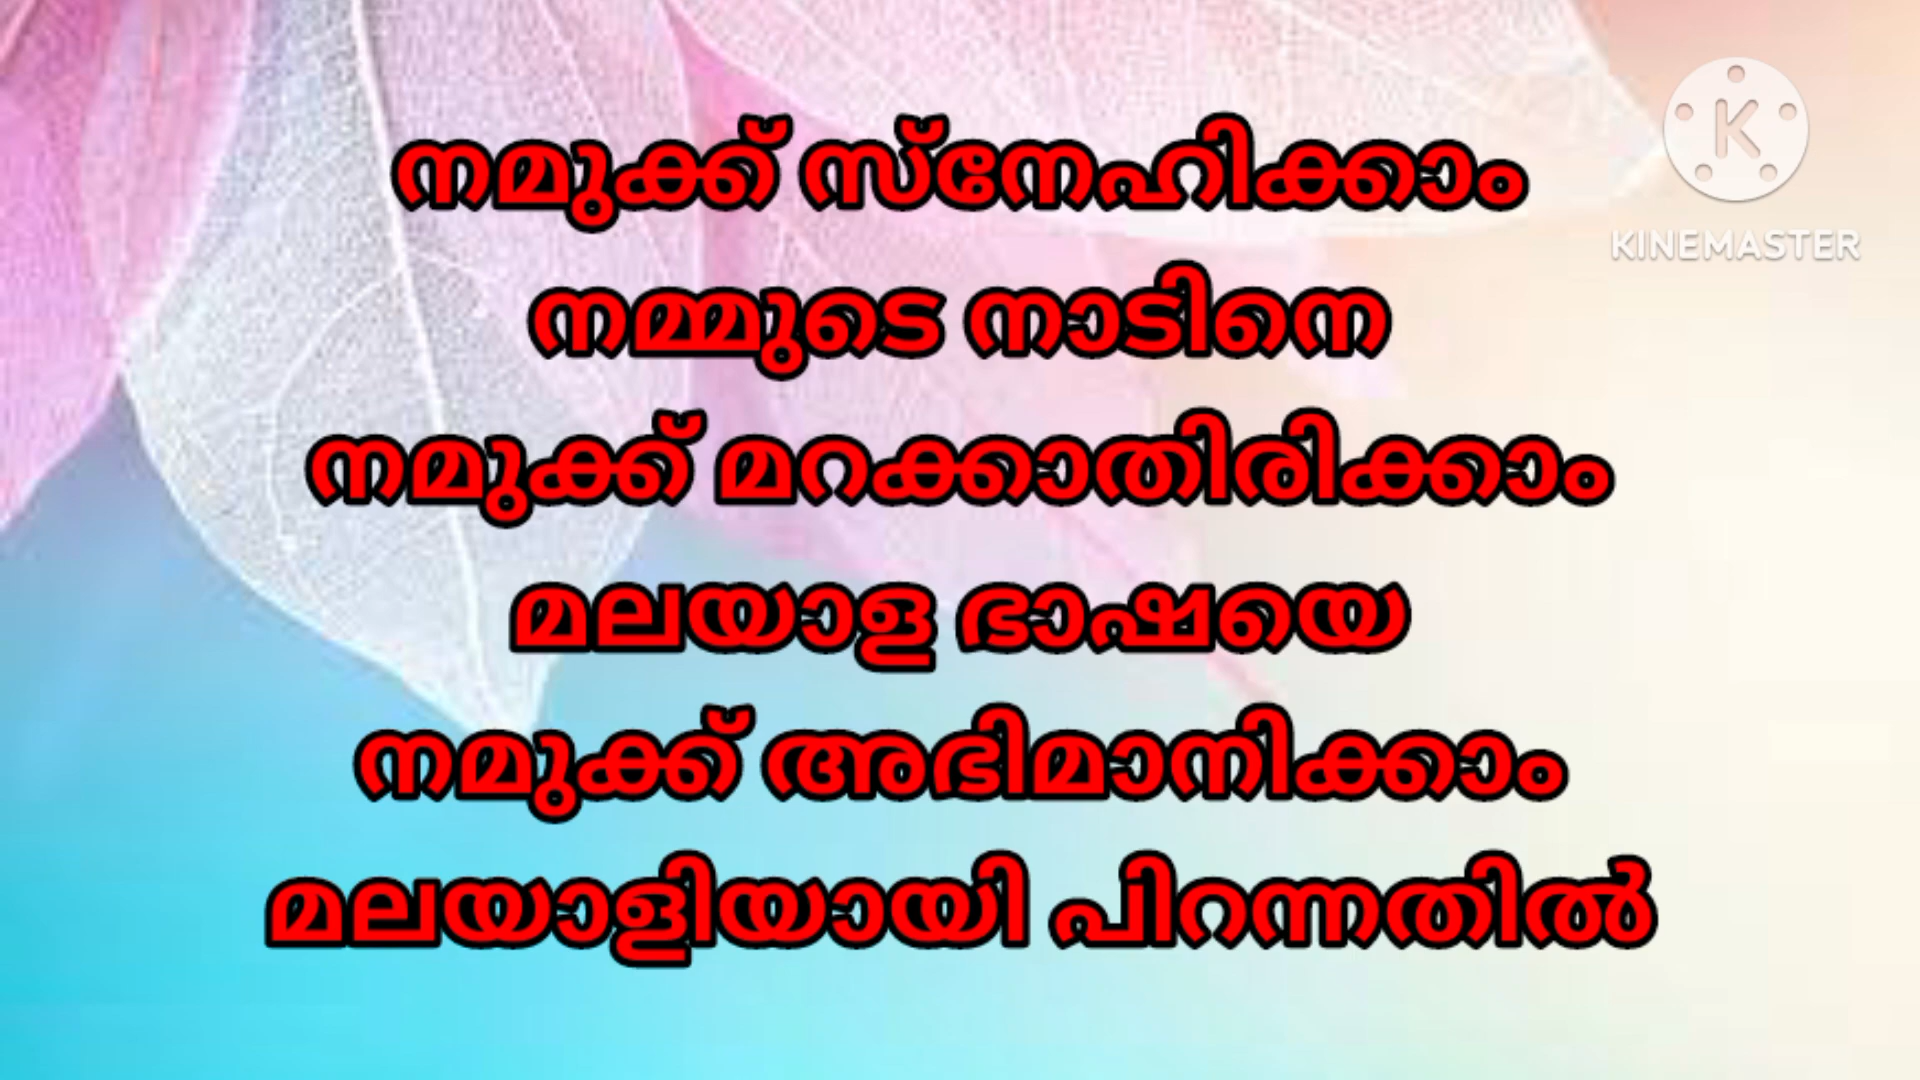 നമുക്ക് സ്നേഹിക്കാം
നമ്മുടെ നാടിനെ
നമുക്ക് മറക്കാതിരിക്കാം
മലയാള ഭാഷയെ
നമുക്ക് അഭിമാനിക്കാം
മലയാളിയായി പിറന്നതിൽ
K
KINEMASTER